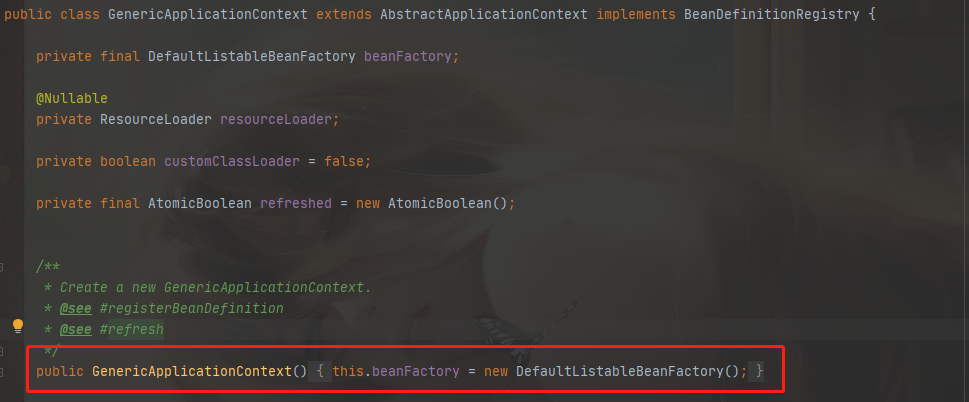 public class GenericApplicationContext extends AbstractApplicationContext implements BeanDefinitionRegistry {
private final DefaultListableBeanFactory beanFactory;
@Nullable
private ResourceLoader resourceLoader;
private boolean customClassLoader = false;
private final AtomicBoolean refreshed = new AtomicBoolean();
/**
* Create a new GenericApplicationContext.
* @see #registerBeanDefinition
* @see #refresh
*/
public GenericApplicationContext() { this.beanFactory = new DefaultListableBeanFactory(); }